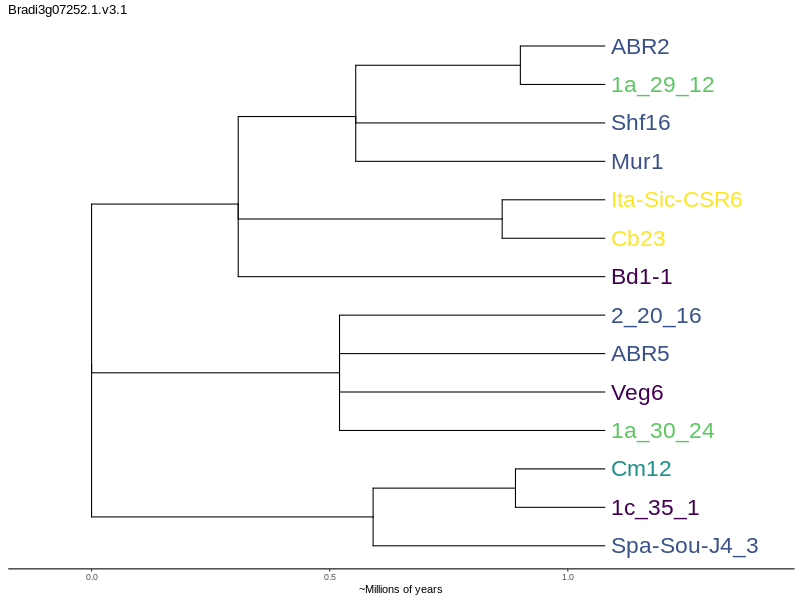 Bradi3g07252.1.v3.1
ABR2
1a_29_12
Shf16
Mur1
Ita-Sic-CSR6
Cb23
Bd1-1
2_20_16
ABR5
Veg6
1a_30_24
Cm12
1c_35_1
Spa-Sou-J4_3
0.0 0.5 1.0
~Millions of years